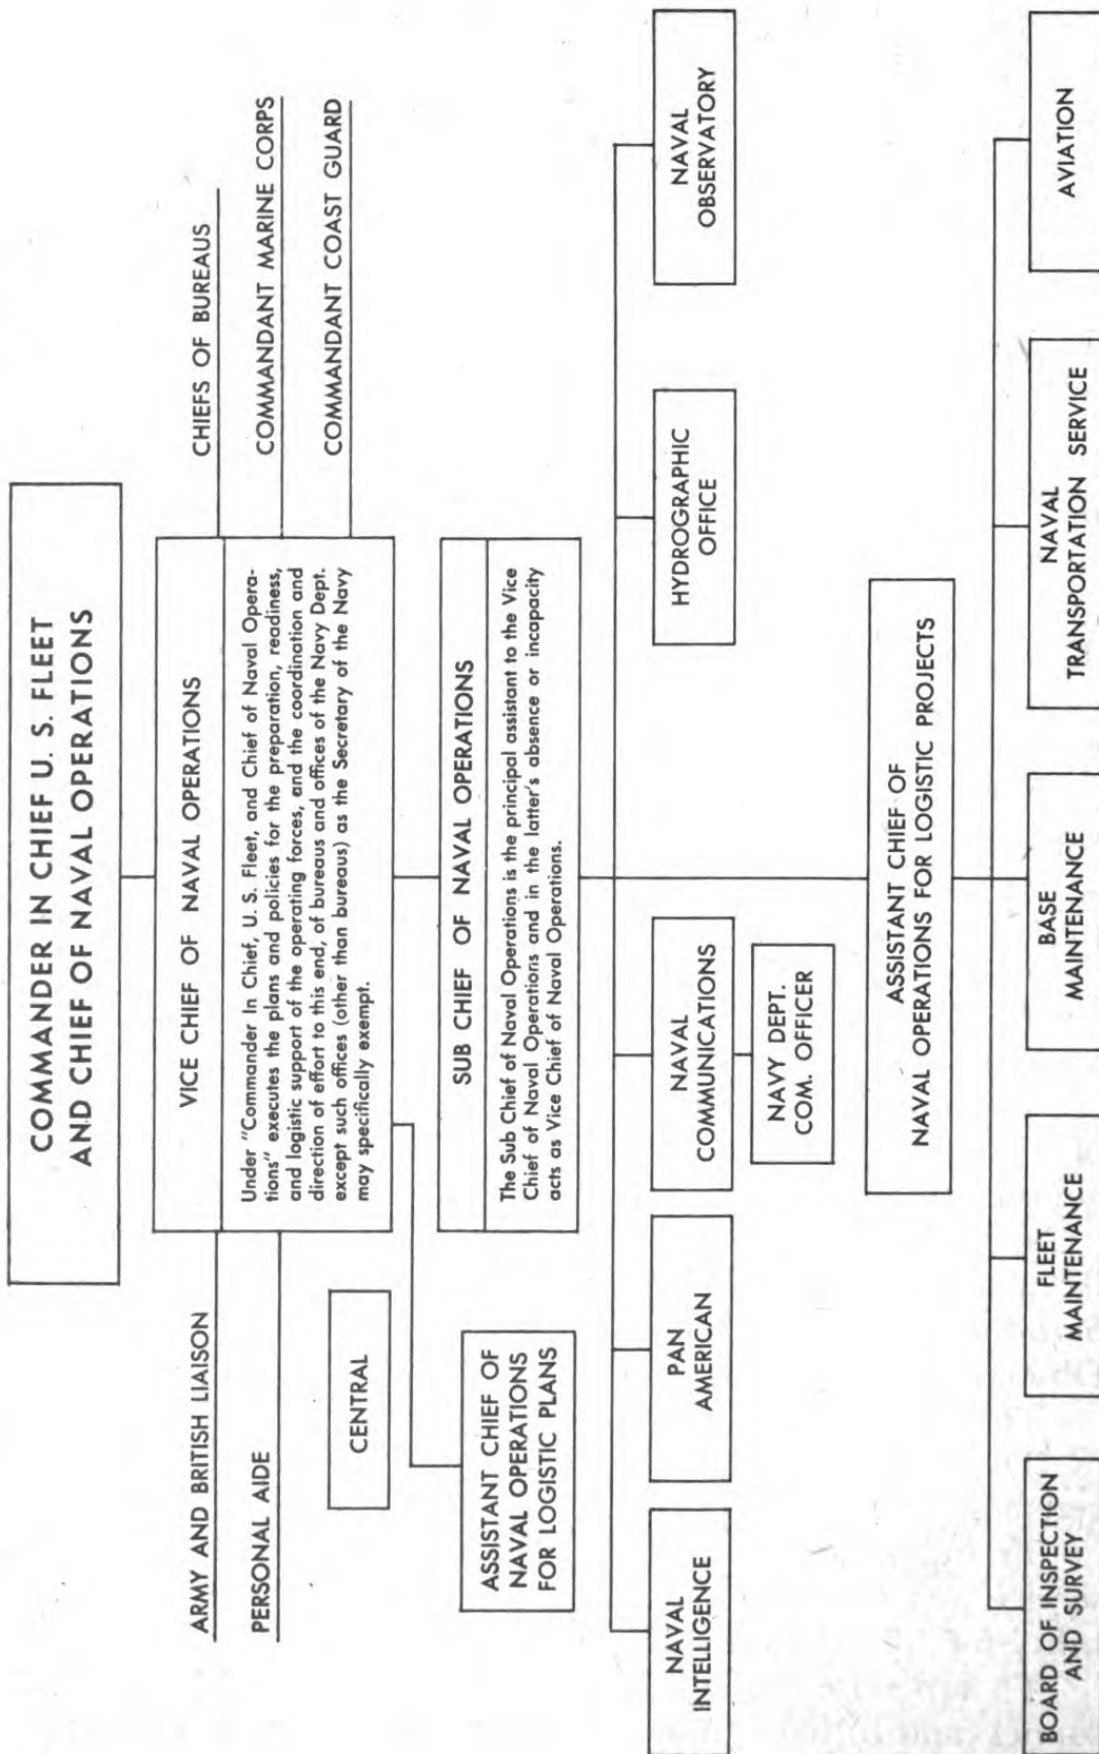 COMMANDER IN CHIEF U. S. FLEET
AND CHIEF OF NAVAL OPERATIONS
ARMY AND BRITISH LIAISON
PERSONAL AIDE
VICE CHIEF OF NAVAL OPERATIONS
Under "Commander In Chief, U. S. Fleet, and Chief of Naval Opera-
tions" executes the plans and policies for the preparation, readiness,
and logistic support of the operating forces, and the coordination and
direction of effort to this end, of bureaus and offices of the Navy Dept.
except such offices (other than bureaus) as the Secretary of the Navy
may specifically exempt.
CHIEFS OF BUREAUS
COMMANDANT MARINE CORPS
COMMANDANT COAST GUARD
CENTRAL
ASSISTANT CHIEF OF
NAVAL OPERATIONS
FOR LOGISTIC PLANS
SUB CHIEF OF NAVAL OPERATIONS
The Sub Chief of Naval Operations is the principal assistant to the Vice
Chief of Naval Operations and in the latter's absence or incapacity
acts as Vice Chief of Naval Operations.
NAVAL
INTELLIGENCE
PAN
AMERICAN
NAVAL
COMMUNICATIONS
NAVY DEPT.
COM. OFFICER
HYDROGRAPHIC
OFFICE
NAVAL
OBSERVATORY
ASSISTANT CHIEF OF
NAVAL OPERATIONS FOR LOGISTIC PROJECTS
BOARD OF INSPECTION
AND SURVEY
FLEET
MAINTENANCE
BASE
MAINTENANCE
NAVAL
TRANSPORTATION SERVICE
AVIATION